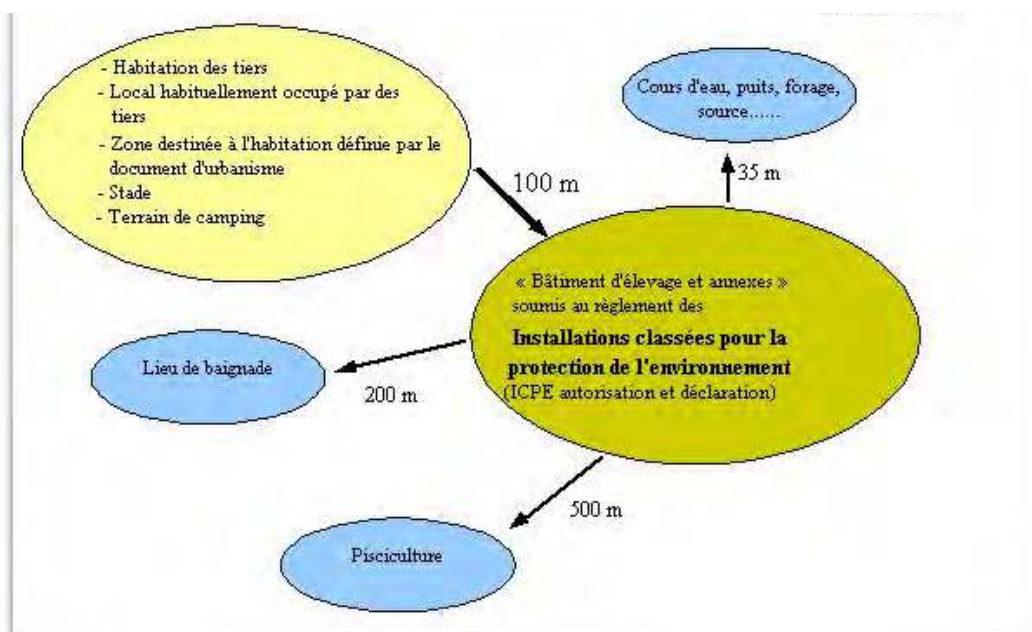 - Habitation des tiers
- Local habituellement occupé par des
tiers
- Zone destinée à l'habitation définie par le
document d'urbanisme
- Stade
- Terrain de camping
Cours d'eau, puits, forage,
source......
100 m
35 m
« Bâtiment d'élevage et annexes »
soumis au règlement des
Installations classées pour la
protection de l'environnement
(ICPE autorisation et déclaration)
Lieu de baignade
200 m
500 m
Pisciculture